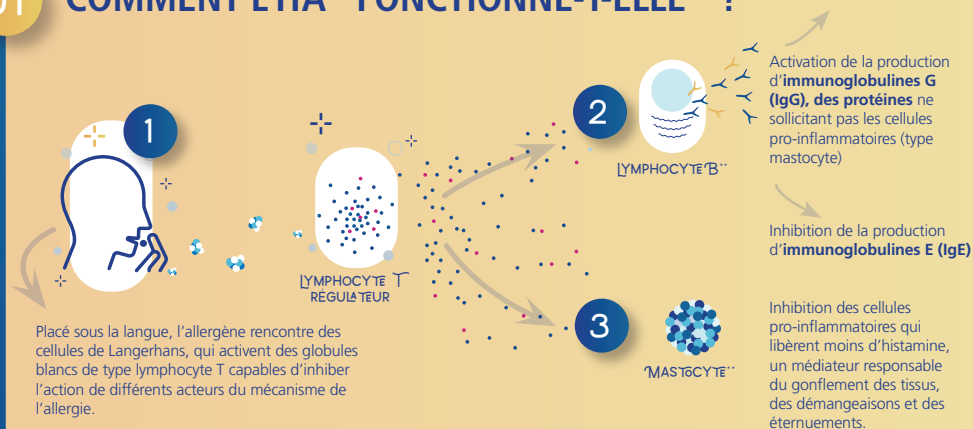 01
COMMENT L'ITA FONCTIONNE-T-ELLE ?
1
Placé sous la langue, l'allergène rencontre des
cellules de Langerhans, qui activent des globules
blancs de type lymphocyte T capables d'inhiber
l'action de différents acteurs du mécanisme de
l'allergie.
LYMPHOCYTE T
RÉGULATEUR
2
LYMPHOCYTE B**
Activation de la production
d'immunoglobulines G
(IgG), des protéines ne
sollicitant pas les cellules
pro-inflammatoires (type
mastocyte)
Inhibition de la production
d'immunoglobulines E (IgE)
3
MASTOCYTE**
Inhibition des cellules
pro-inflammatoires qui
libèrent moins d'histamine,
un médiateur responsable
du gonflement des tissus,
des démangeaisons et des
éternuements.